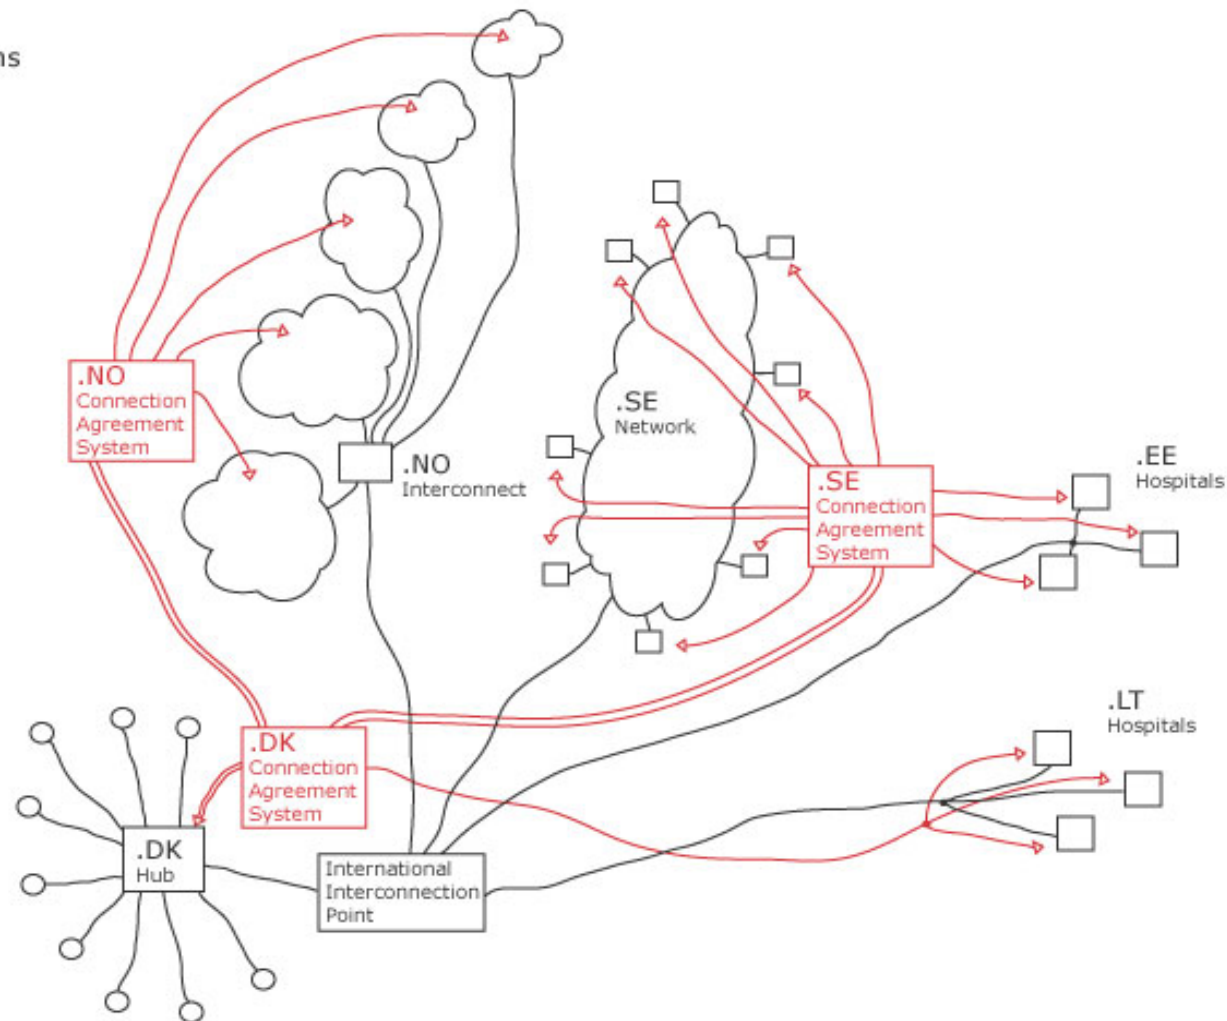 .NO
Connection
Agreement
System
.NO
Interconnect
.SE
Network
.SE
Connection
Agreement
System
.EE
Hospitals
.LT
Hospitals
.DK
Connection
Agreement
System
.DK
Hub
International
Interconnection
Point